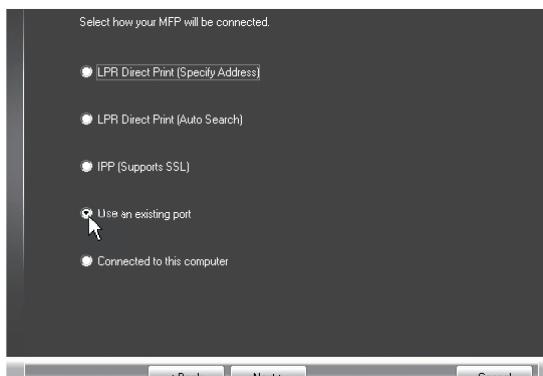 Select how your MFP will be connected.
LPR Direct Print (Specify Address)
LPR Direct Print (Auto Search)
IPP (Supports SSL)
Use an existing port
Connected to this computer